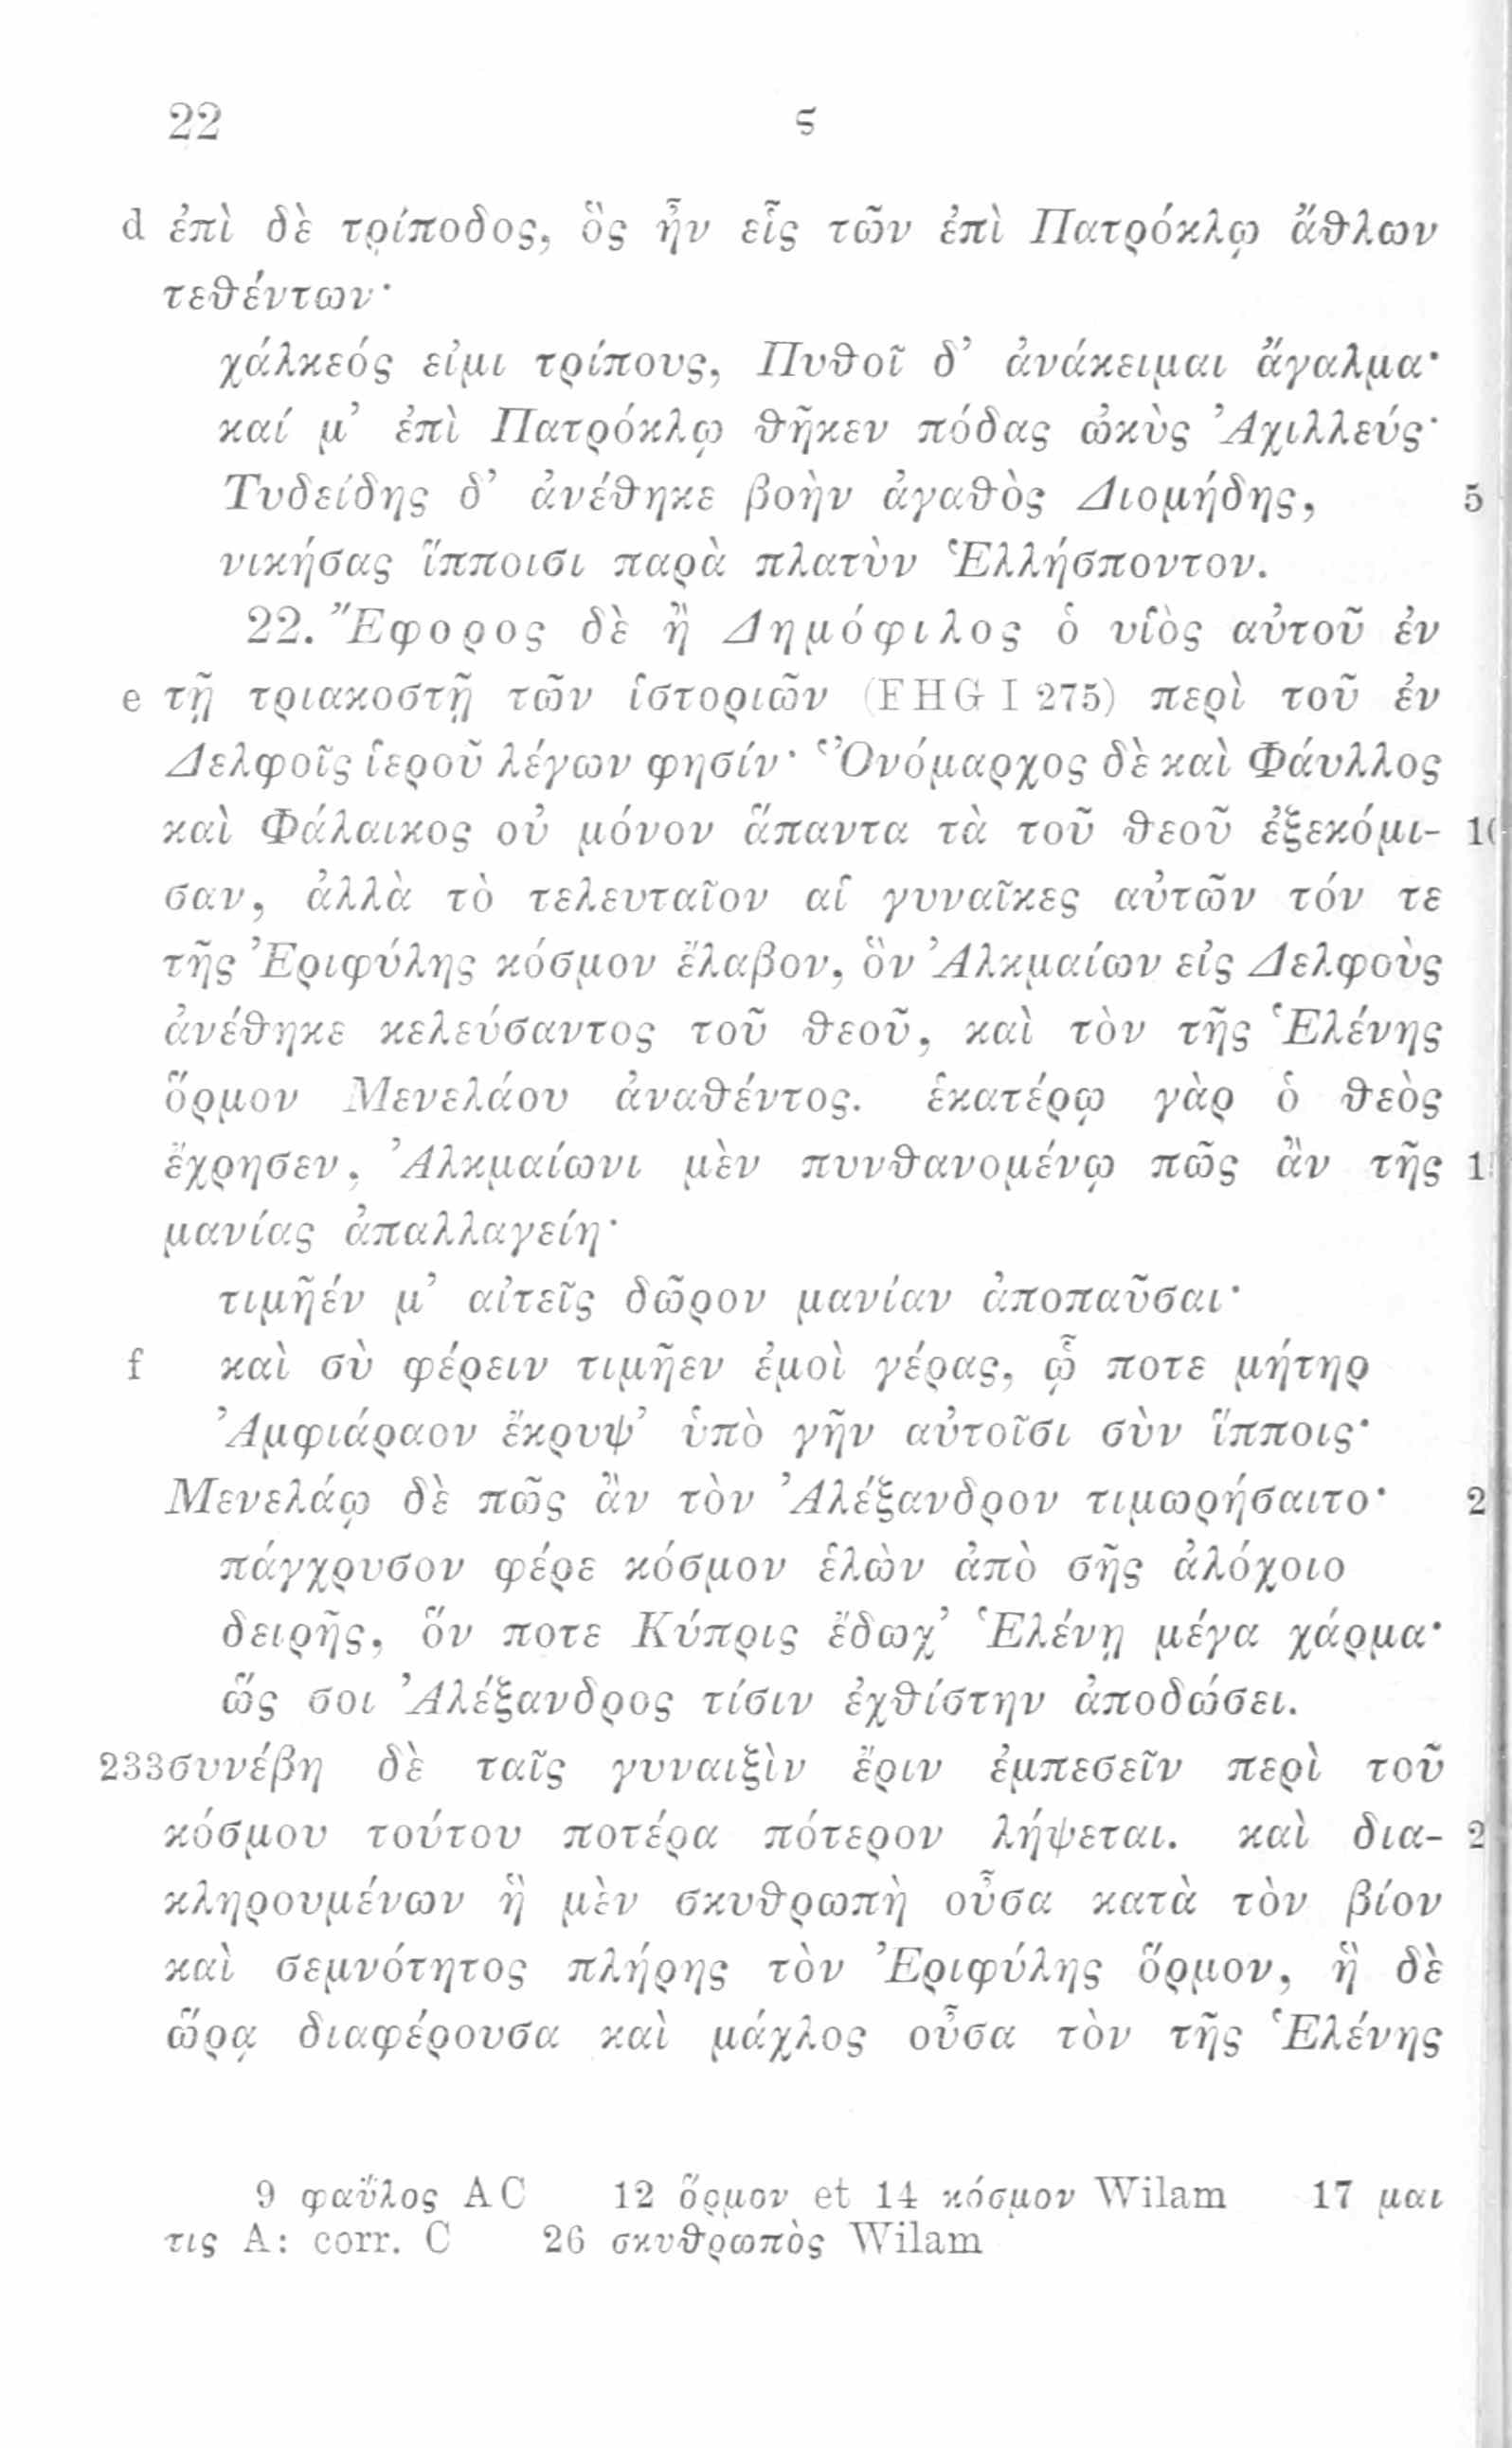 22 ς
d ἐπὶ δὲ τρίποδος, ὃς ἦν εἷς τῶν ἐπὶ Πατρόκλῳ ἄθλων
τεθέντων·
χάλκεός εἰμι τρίπους, Πυθοῖ δ’ ἀνάκειμαι ἄγαλμα·
καί μ’ ἐπὶ Πατρόκλῳ θῆκεν πόδας ὠκὺς Ἀχιλλεύς·
Τυδείδης δ’ ἀνέθηκε βοὴν ἀγαθὸς Διομήδης, 5
νικήσας ἵπποισι παρὰ πλατὺν Ἑλλήσποντον.
22. Ἔφορος δὲ ἢ Δημόφιλος ὁ υἱὸς αὐτοῦ ἐν
e τῇ τριακοστῇ τῶν ἱστοριῶν (FHG I 275) περὶ τοῦ ἐν
Δελφοῖς ἱεροῦ λέγων φησίν· ‘Ὀνόμαρχος δὲ καὶ Φάυλλος
καὶ Φάλαικος οὐ μόνον ἅπαντα τὰ τοῦ θεοῦ ἐξεκόμι- 1
σαν, ἀλλὰ τὸ τελευταῖον αἱ γυναῖκες αὐτῶν τόν τε
τῆς Ἐριφύλης κόσμον ἔλαβον, ὃν Ἀλκμαίων εἰς Δελφοὺς
ἀνέθηκε κελεύσαντος τοῦ θεοῦ, καὶ τὸν τῆς Ἑλένης
ὅρμον Μενελάου ἀναθέντος. ἑκατέρῳ γὰρ ὁ θεὸς
ἔχρησεν, Ἀλκμαίωνι μὲν πυνθανομένῳ πῶς ἂν τῆς 1
μανίας ἀπαλλαγείη·
τιμῆέν μ’ αἰτεῖς δῶρον μανίαν ἀποπαῦσαι·
f καὶ σὺ φέρειν τιμῆεν ἐμοὶ γέρας, ᾧ ποτε μήτηρ
Ἀμφιάραον ἔκρυψ’ ὑπὸ γῆν αὐτοῖσι σὺν ἵπποις·
Μενελάῳ δὲ πῶς ἂν τὸν Ἀλέξανδρον τιμωρήσαιτο· 2
πάγχρυσον φέρε κόσμον ἑλὼν ἀπὸ σῆς ἀλόχοιο
δειρῆς, ὅν ποτε Κύπρις ἔδωχ’ Ἑλένῃ μέγα χάρμα·
ὥς σοι Ἀλέξανδρος τίσιν ἐχθίστην ἀποδώσει.
233 συνέβη δὲ ταῖς γυναιξὶν ἔριν ἐμπεσεῖν περὶ τοῦ
κόσμου τούτου ποτέρα πότερον λήψεται. καὶ δια- 2
κληρουμένων ἣ μὲν σκυθρωπὴ οὖσα κατὰ τὸν βίον
καὶ σεμνότητος πλήρης τὸν Ἐριφύλης ὅρμον, ἣ δὲ
ὥρᾳ διαφέρουσα καὶ μάχλος οὖσα τὸν τῆς Ἑλένης
9 φαῦλος AC 12 ὅρμον et 14 κόσμον Wilam 17 μαι
τις A: corr. C 26 σκυθρωπὸς Wilam